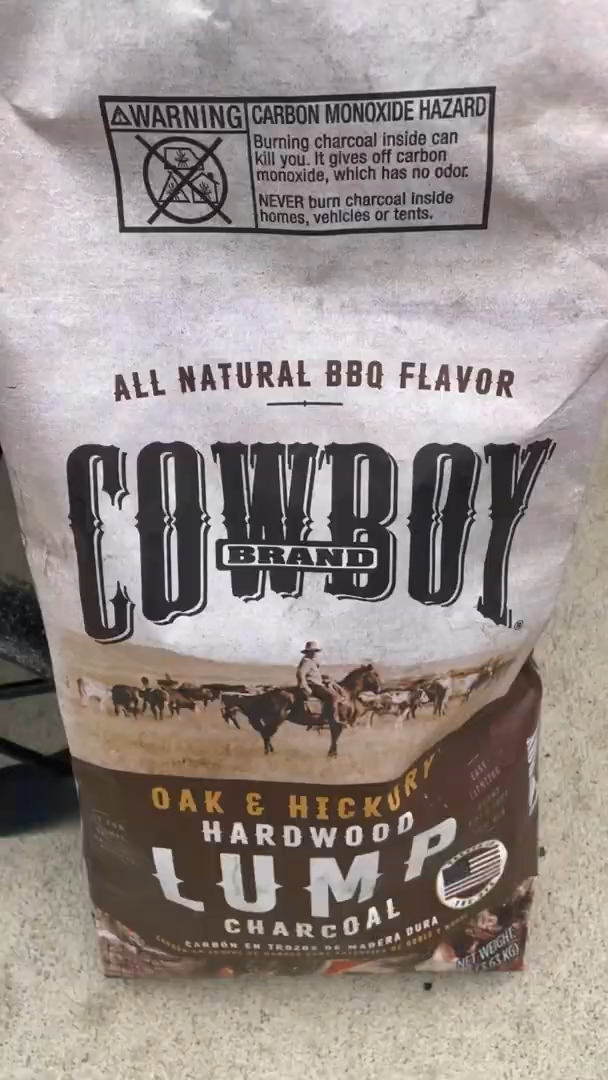 WARNING
CARBON MONOXIDE HAZARD
Burning charcoal inside can
kill you. It gives off carbon
monoxide, which has no odor.
NEVER burn charcoal inside
homes, vehicles or tents.
ALL NATURAL BBQ FLAVOR
COWBOY
BRAND
®
OAK & HICKORY
HARDWOOD
LUMP
CHARCOAL
CARBÓN EN TROZOS DE MADERA DURA
NET WEIGHT